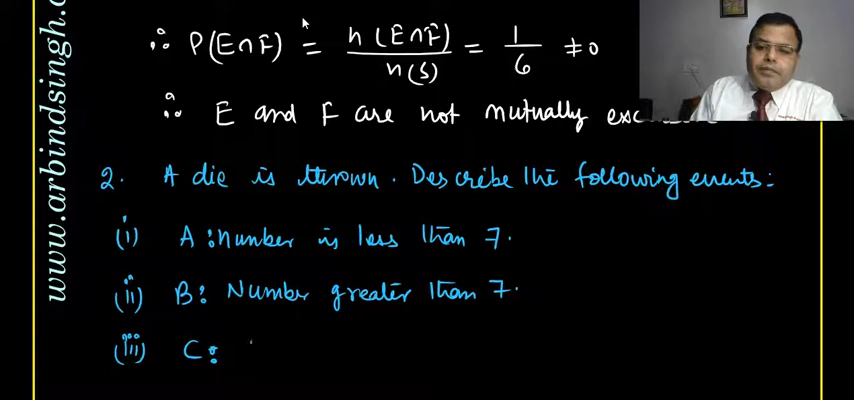 www.arbindsingh.
∴ P(E∩F) = n(E∩F)/n(S) = 1/6 ≠ 0
∴ E and F are not mutually
2. A die is thrown. Describe the following events:
(i) A: number is less than 7.
(ii) B: Number greater than 7.
(iii) C: